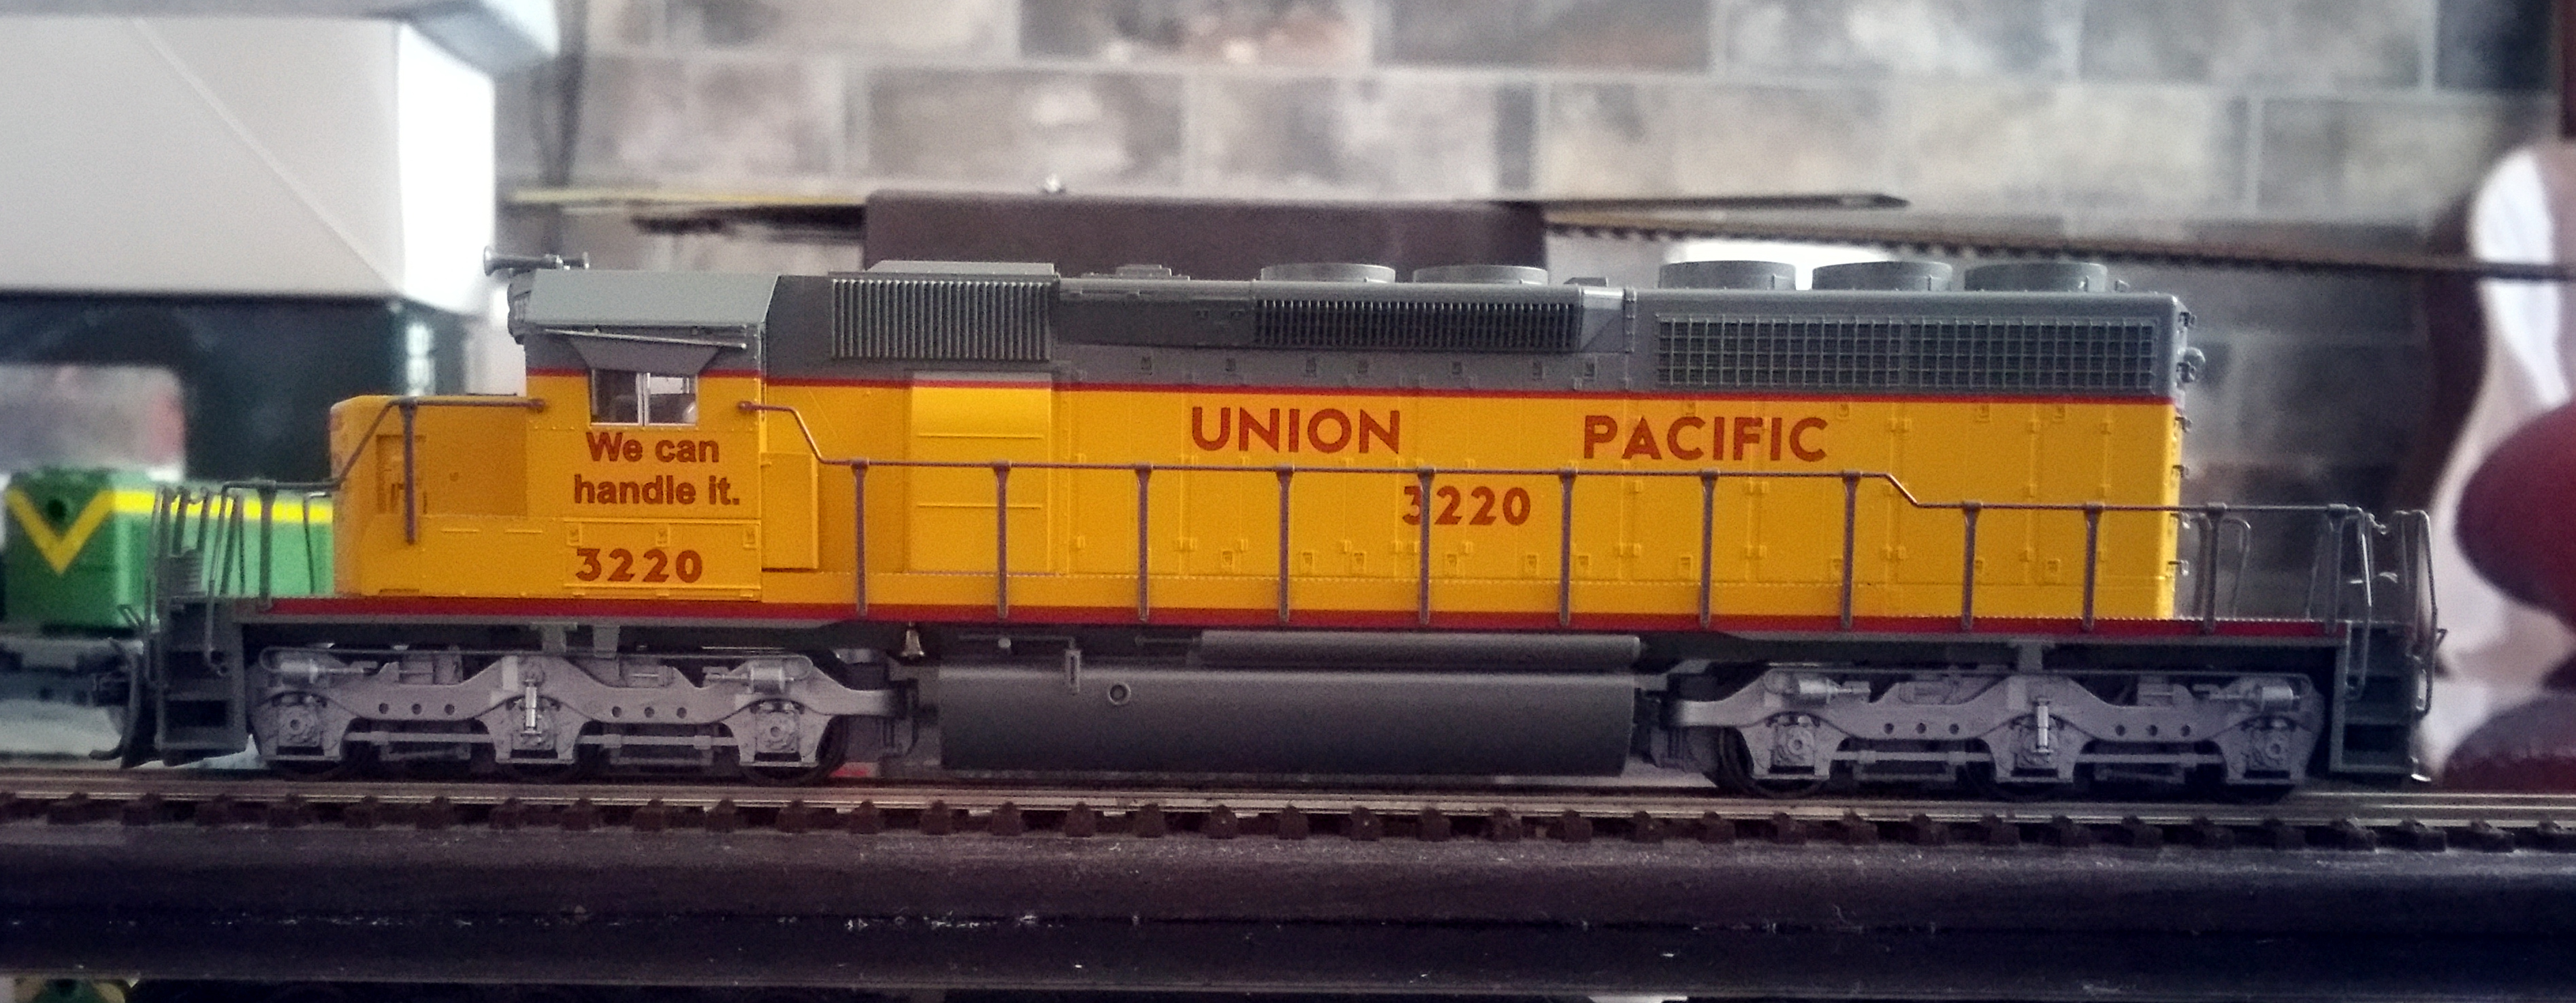 We can
handle it.
3220
UNION PACIFIC
3220